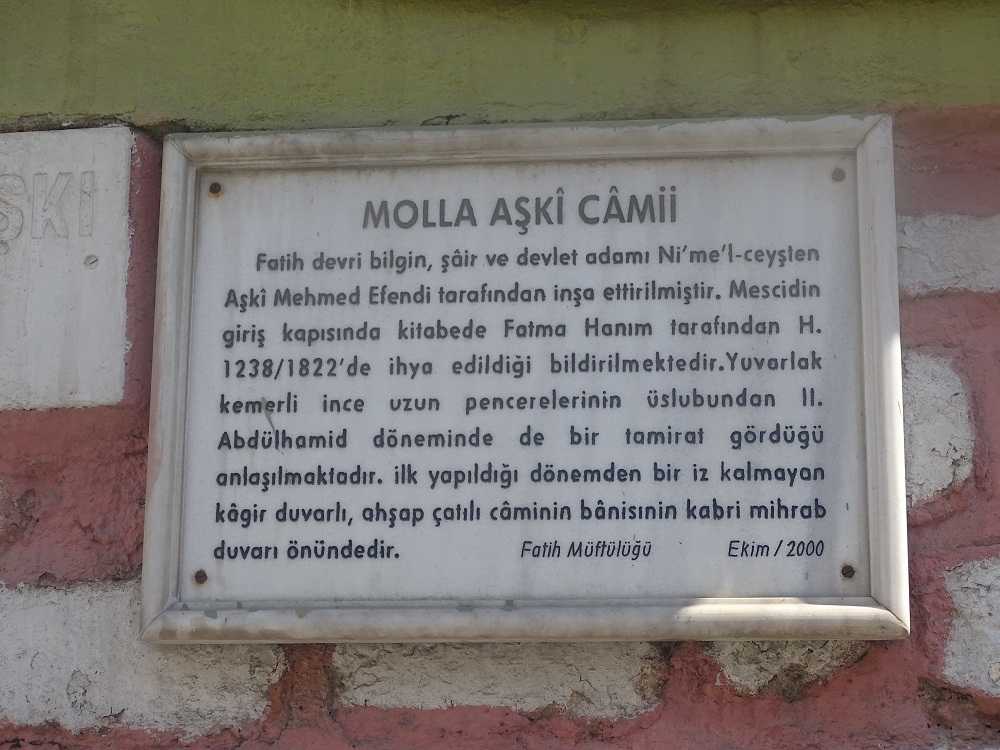 AŞKI
MOLLA AŞKÎ CÂMİİ
Fatih devri bilgin, şâir ve devlet adamı Ni'me'l-ceyşten
Aşkî Mehmed Efendi tarafından inşa ettirilmiştir. Mescidin
giriş kapısında kitabede Fatma Hanım tarafından H.
1238/1822'de ihya edildiği bildirilmektedir.Yuvarlak
kemerli ince uzun pencerelerinin üslubundan II.
Abdülhamid döneminde de bir tamirat gördüğü
anlaşılmaktadır. ilk yapıldığı dönemden bir iz kalmayan
kâgir duvarlı, ahşap çatılı câminin bânisinin kabri mihrab
duvarı önündedir.
Fatih Müftülüğü Ekim / 2000